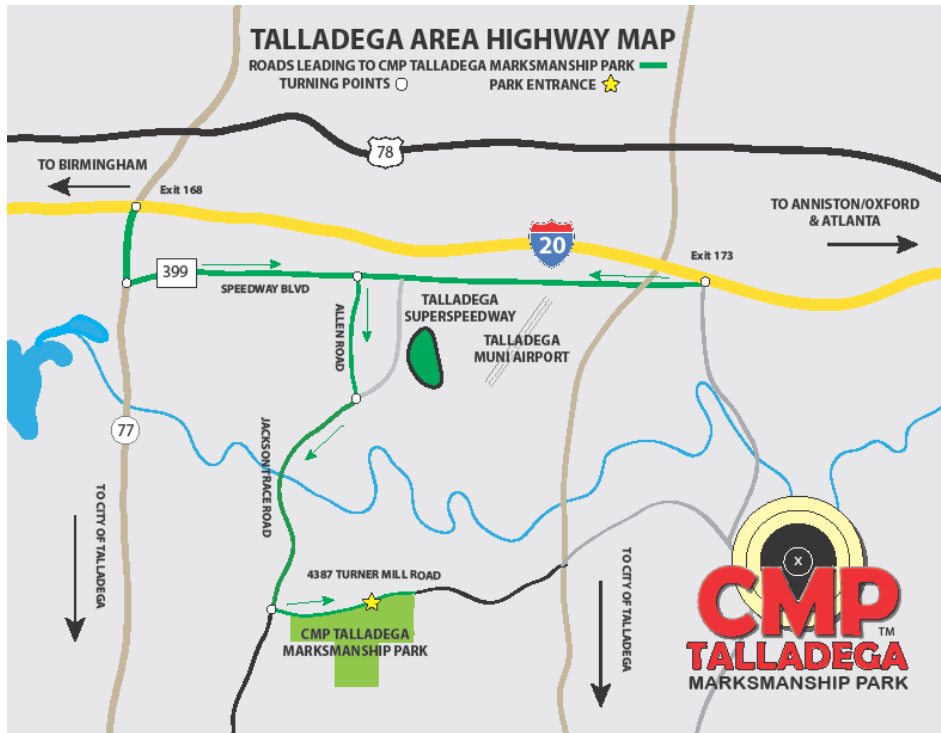 TALLADEGA AREA HIGHWAY MAP
ROADS LEADING TO CMP TALLADEGA MARKSMANSHIP PARK
TURNING POINTS
PARK ENTRANCE
78
TO BIRMINGHAM
Exit 168
TO ANNISTON/OXFORD
& ATLANTA
20
Exit 173
399
SPEEDWAY BLVD
ALLEN ROAD
TALLADEGA
SUPERSPEEDWAY
TALLADEGA
MUNI AIRPORT
77
JACKSON TRACE ROAD
TO CITY OF TALLADEGA
4387 TURNER MILL ROAD
TO CITY OF TALLADEGA
CMP TALLADEGA
MARKSMANSHIP PARK
X
CMP
TM
TALLADEGA
MARKSMANSHIP PARK